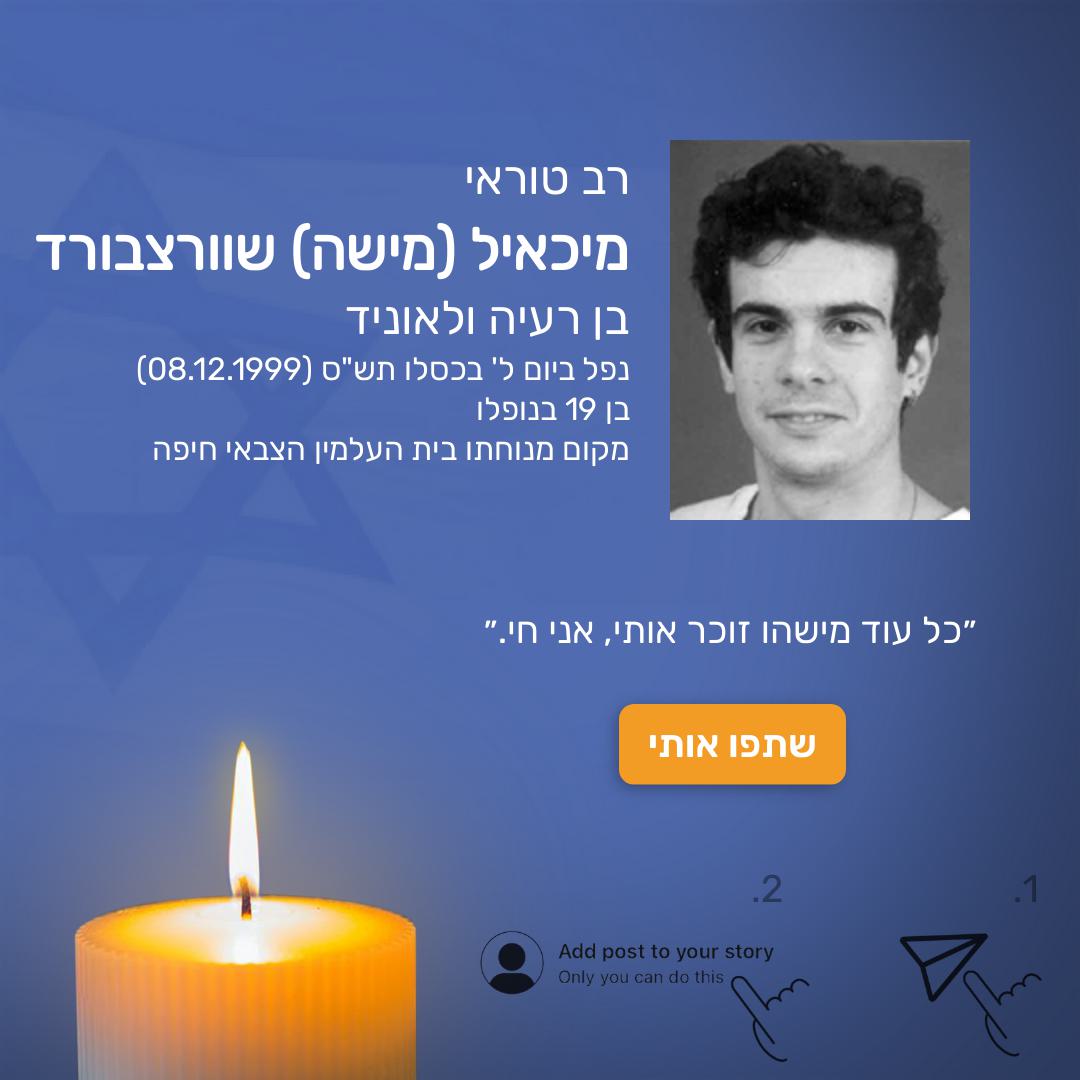 רב טוראי
מיכאיל (מישה) שוורצבורד
בן רעיה ולאוניד
נפל ביום ל' בכסלו תש"ס (08.12.1999)
בן 19 בנופלו
מקום מנוחתו בית העלמין הצבאי חיפה
״כל עוד מישהו זוכר אותי, אני חי.״
שתפו אותי
1.
2.
Add post to your story
Only you can do this